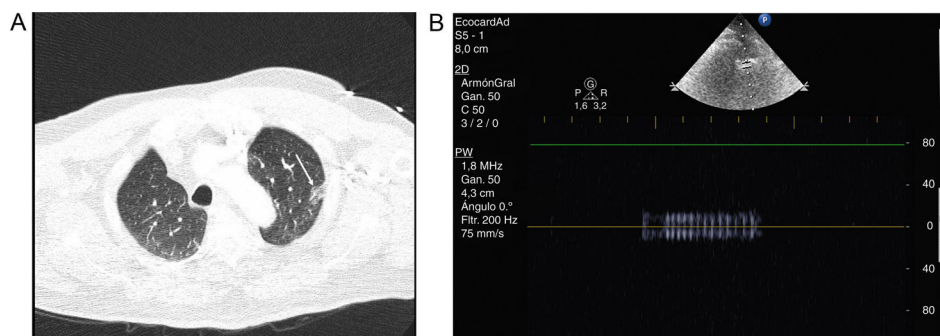 A
B
EcocardAd
S5 - 1
8,0 cm
2D
ArmónGral
Gan. 50
C 50
3 / 2 / 0
P
G
P R
1,6 3,2
PW
1,8 MHz
Gan. 50
4,3 cm
Ángulo 0.º
Fltr. 200 Hz
75 mm/s
80
40
0
-40
-80